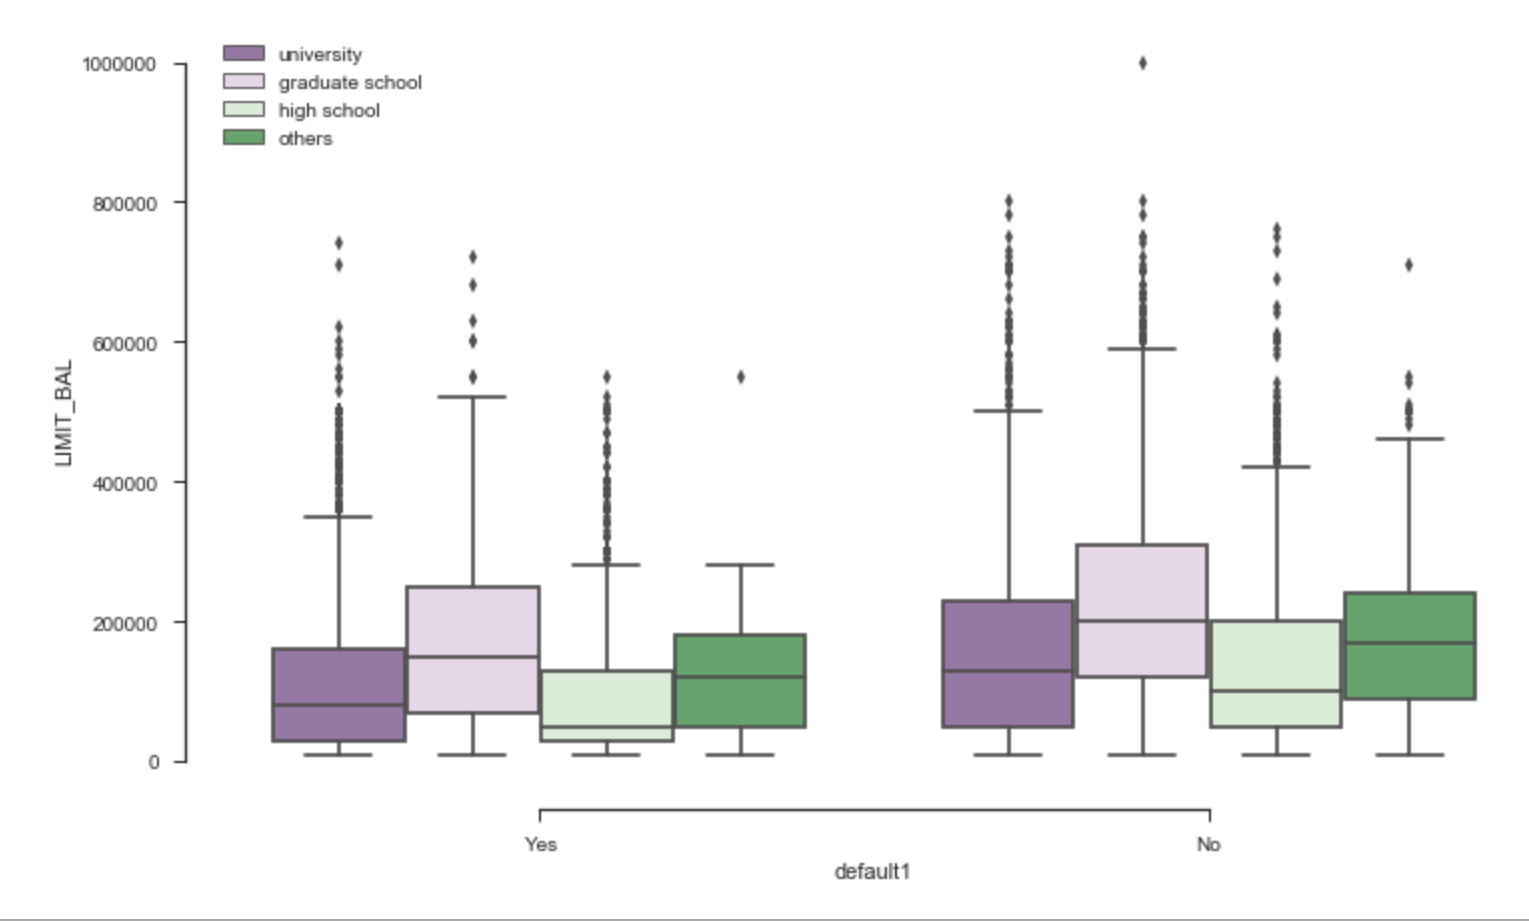 university
graduate school
high school
others
1000000
800000
600000
400000
200000
0
LIMIT_BAL
Yes
No
default1